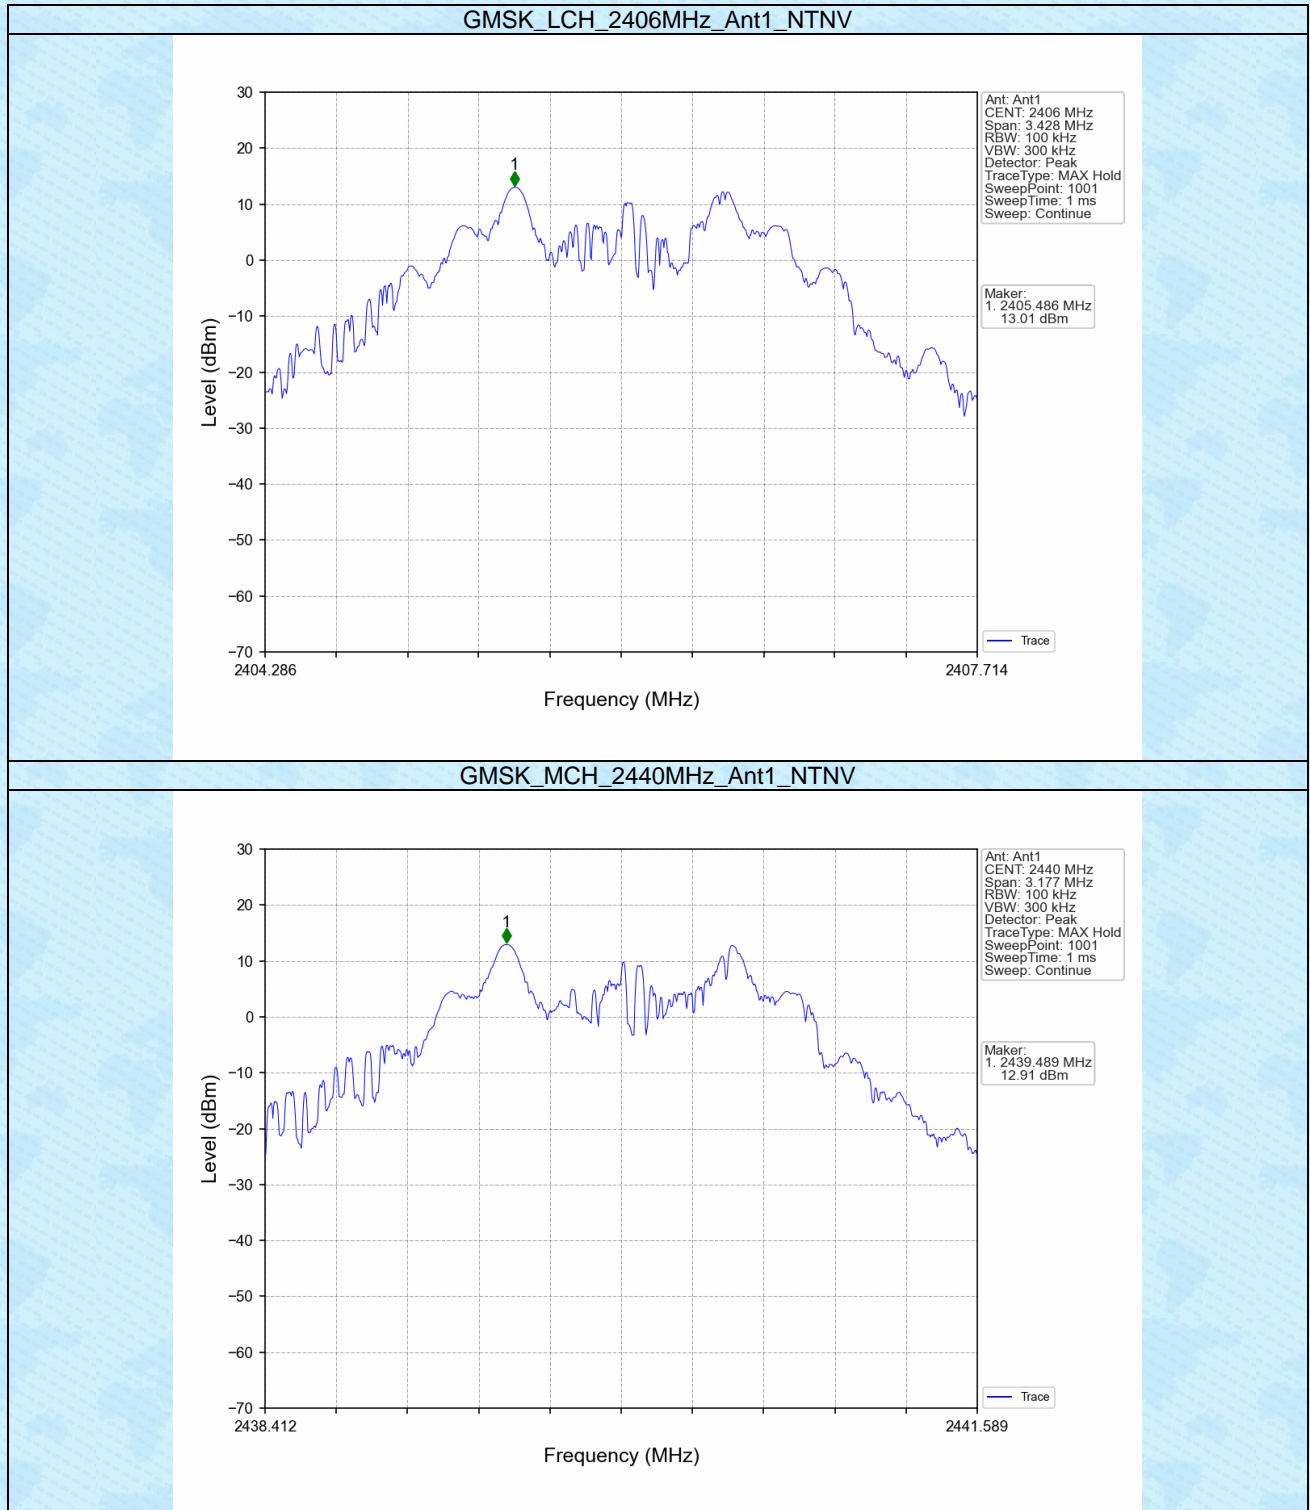 GMSK_LCH_2406MHz_Ant1_NTNV
30
20
10
0
−10
−20
−30
−40
−50
−60
−70
Level (dBm)
1
2404.286
2407.714
Frequency (MHz)
Ant: Ant1
CENT: 2406 MHz
Span: 3.428 MHz
RBW: 100 kHz
VBW: 300 kHz
Detector: Peak
TraceType: MAX Hold
SweepPoint: 1001
SweepTime: 1 ms
Sweep: Continue
Maker:
1. 2405.486 MHz
13.01 dBm
Trace
GMSK_MCH_2440MHz_Ant1_NTNV
30
20
10
0
−10
−20
−30
−40
−50
−60
−70
Level (dBm)
1
2438.412
2441.589
Frequency (MHz)
Ant: Ant1
CENT: 2440 MHz
Span: 3.177 MHz
RBW: 100 kHz
VBW: 300 kHz
Detector: Peak
TraceType: MAX Hold
SweepPoint: 1001
SweepTime: 1 ms
Sweep: Continue
Maker:
1. 2439.489 MHz
12.91 dBm
Trace